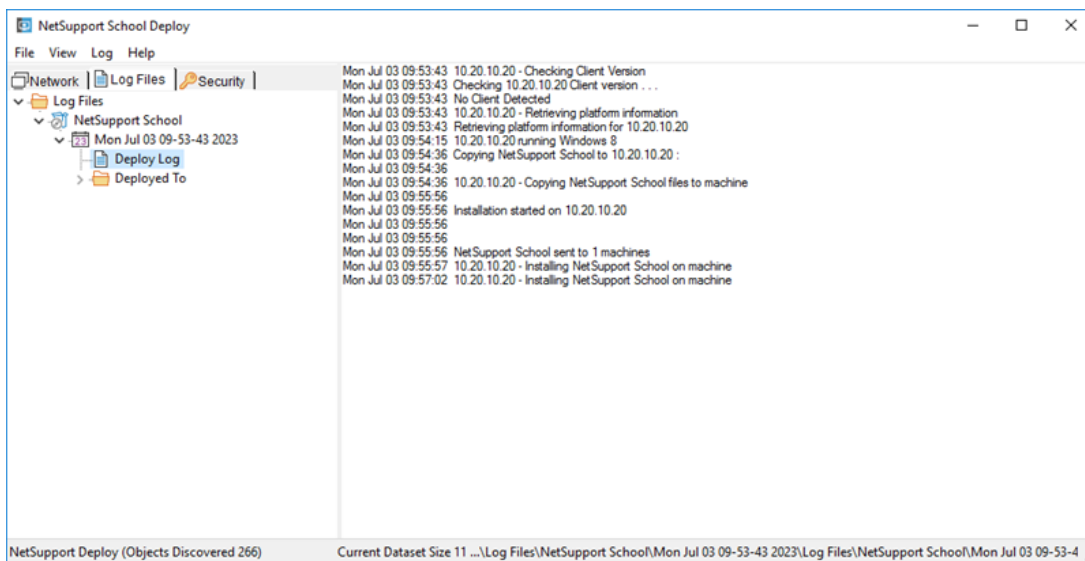 NetSupport School Deploy
File View Log Help
Network Log Files Security
Log Files
NetSupport School
23 Mon Jul 03 09-53-43 2023
Deploy Log
Deployed To
Mon Jul 03 09:53:43 10.20.10.20 - Checking Client Version
Mon Jul 03 09:53:43 Checking 10.20.10.20 Client version . . .
Mon Jul 03 09:53:43 No Client Detected
Mon Jul 03 09:53:43 10.20.10.20 - Retrieving platform information
Mon Jul 03 09:53:43 Retrieving platform information for 10.20.10.20
Mon Jul 03 09:54:15 10.20.10.20 running Windows 8
Mon Jul 03 09:54:36 Copying NetSupport School to 10.20.10.20 :
Mon Jul 03 09:54:36
Mon Jul 03 09:54:36 10.20.10.20 - Copying NetSupport School files to machine
Mon Jul 03 09:55:56
Mon Jul 03 09:55:56 Installation started on 10.20.10.20
Mon Jul 03 09:55:56
Mon Jul 03 09:55:56
Mon Jul 03 09:55:56 NetSupport School sent to 1 machines
Mon Jul 03 09:55:57 10.20.10.20 - Installing NetSupport School on machine
Mon Jul 03 09:57:02 10.20.10.20 - Installing NetSupport School on machine
NetSupport Deploy (Objects Discovered 266) Current Dataset Size 11 ...\Log Files\NetSupport School\Mon Jul 03 09-53-43 2023\Log Files\NetSupport School\Mon Jul 03 09-53-4